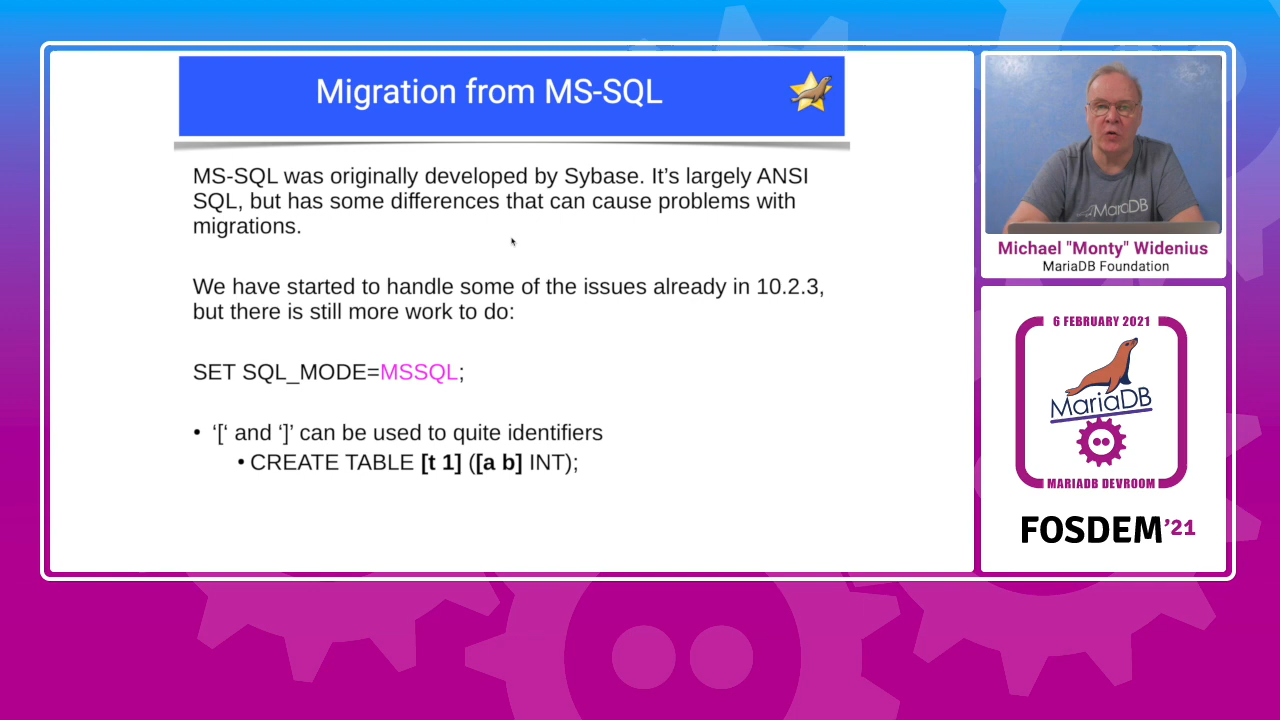 Migration from MS-SQL
MS-SQL was originally developed by Sybase. It’s largely ANSI
SQL, but has some differences that can cause problems with
migrations.
We have started to handle some of the issues already in 10.2.3,
but there is still more work to do:
SET SQL_MODE=MSSQL;
• ‘[‘ and ‘]’ can be used to quite identifiers
• CREATE TABLE [t 1] ([a b] INT);
MariaDB
Michael "Monty" Widenius
MariaDB Foundation
6 FEBRUARY 2021
MariaDB
MARIADB DEVROOM
FOSDEM’21